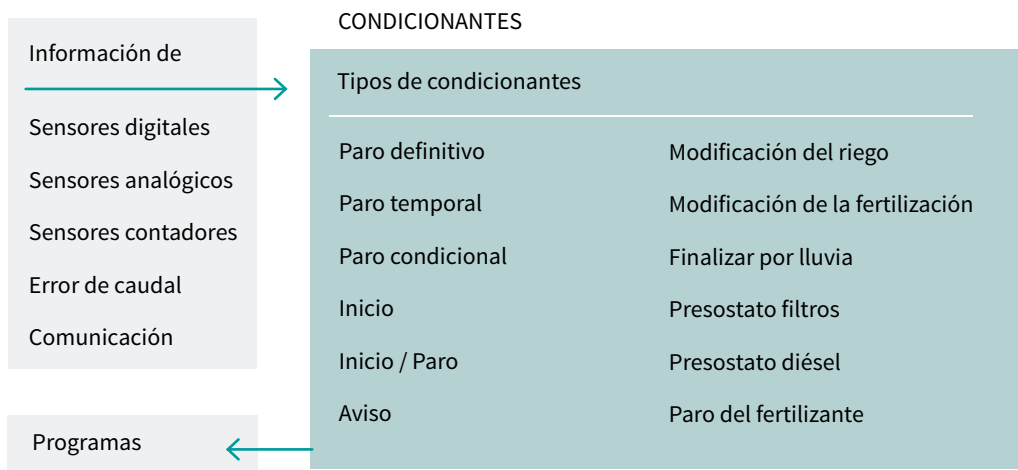 CONDICIONANTES
Información de
Sensores digitales
Sensores analógicos
Sensores contadores
Error de caudal
Comunicación
Tipos de condicionantes
Paro definitivo
Paro temporal
Paro condicional
Inicio
Inicio / Paro
Aviso
Modificación del riego
Modificación de la fertilización
Finalizar por lluvia
Presostato filtros
Presostato diésel
Paro del fertilizante
Programas